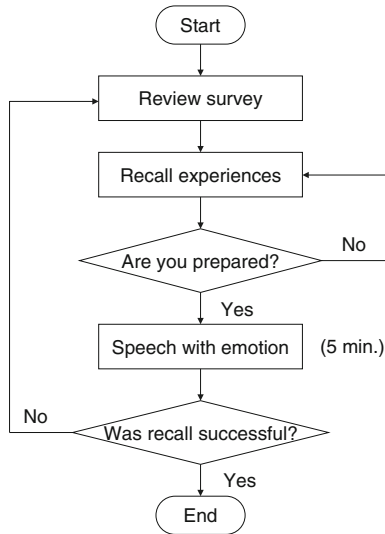 Start
Review survey
Recall experiences
Are you prepared?
No
Yes
Speech with emotion
(5 min.)
No
Was recall successful?
Yes
End